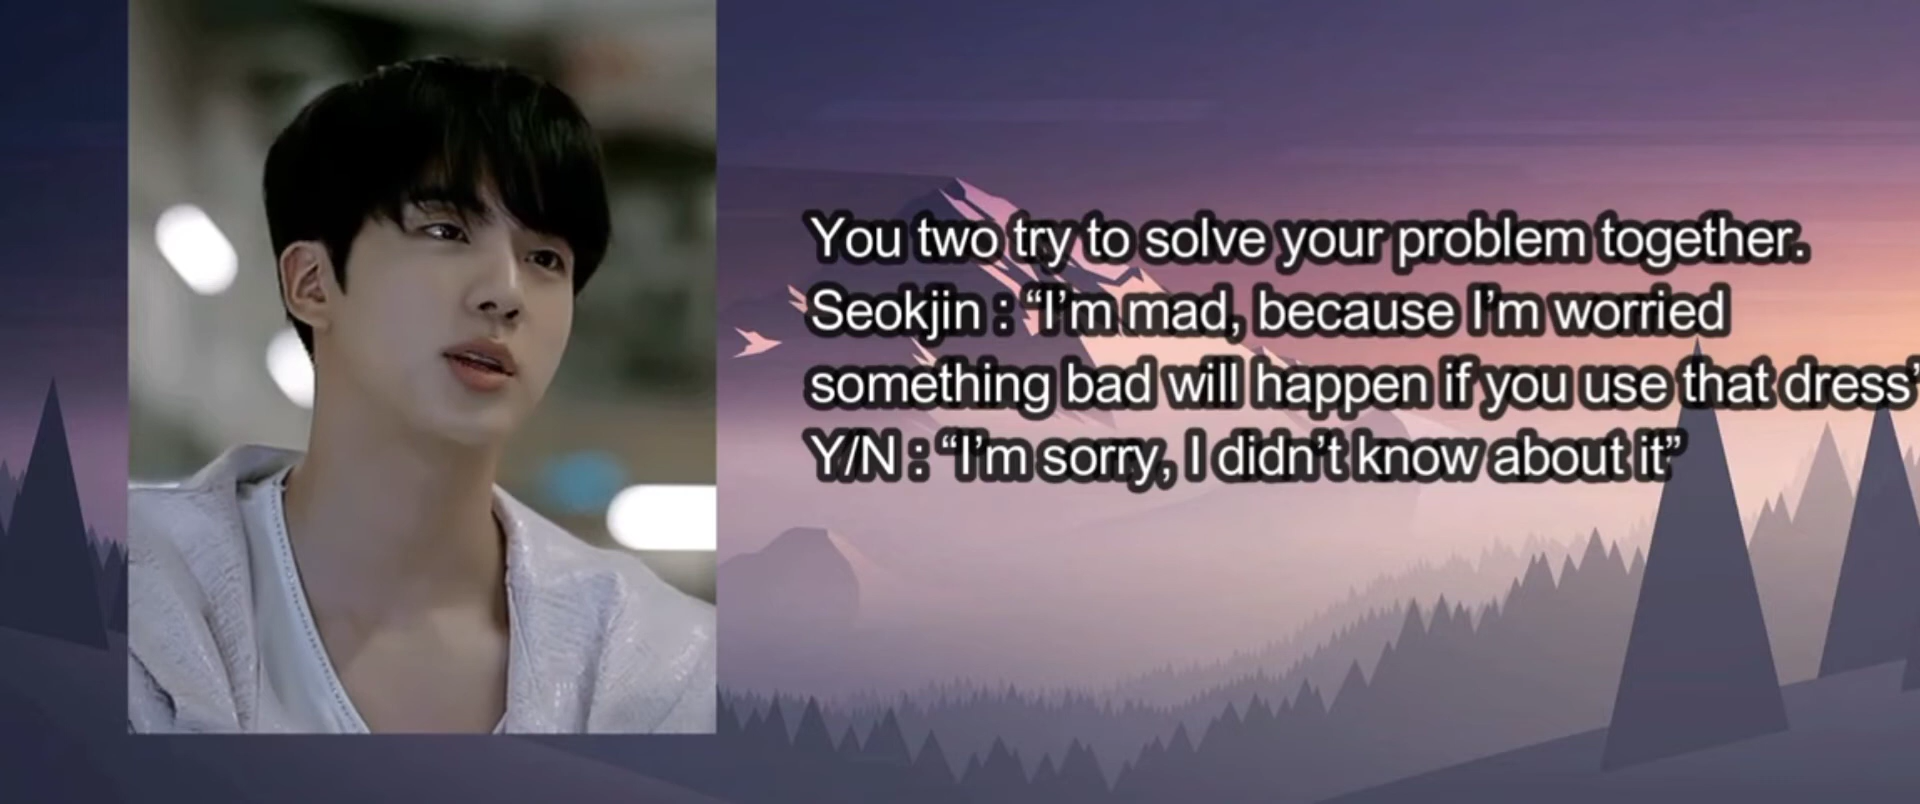 You two try to solve your problem together.
Seokjin : “I’m mad, because I’m worried
something bad will happen if you use that dress”
Y/N : “I’m sorry, I didn’t know about it”